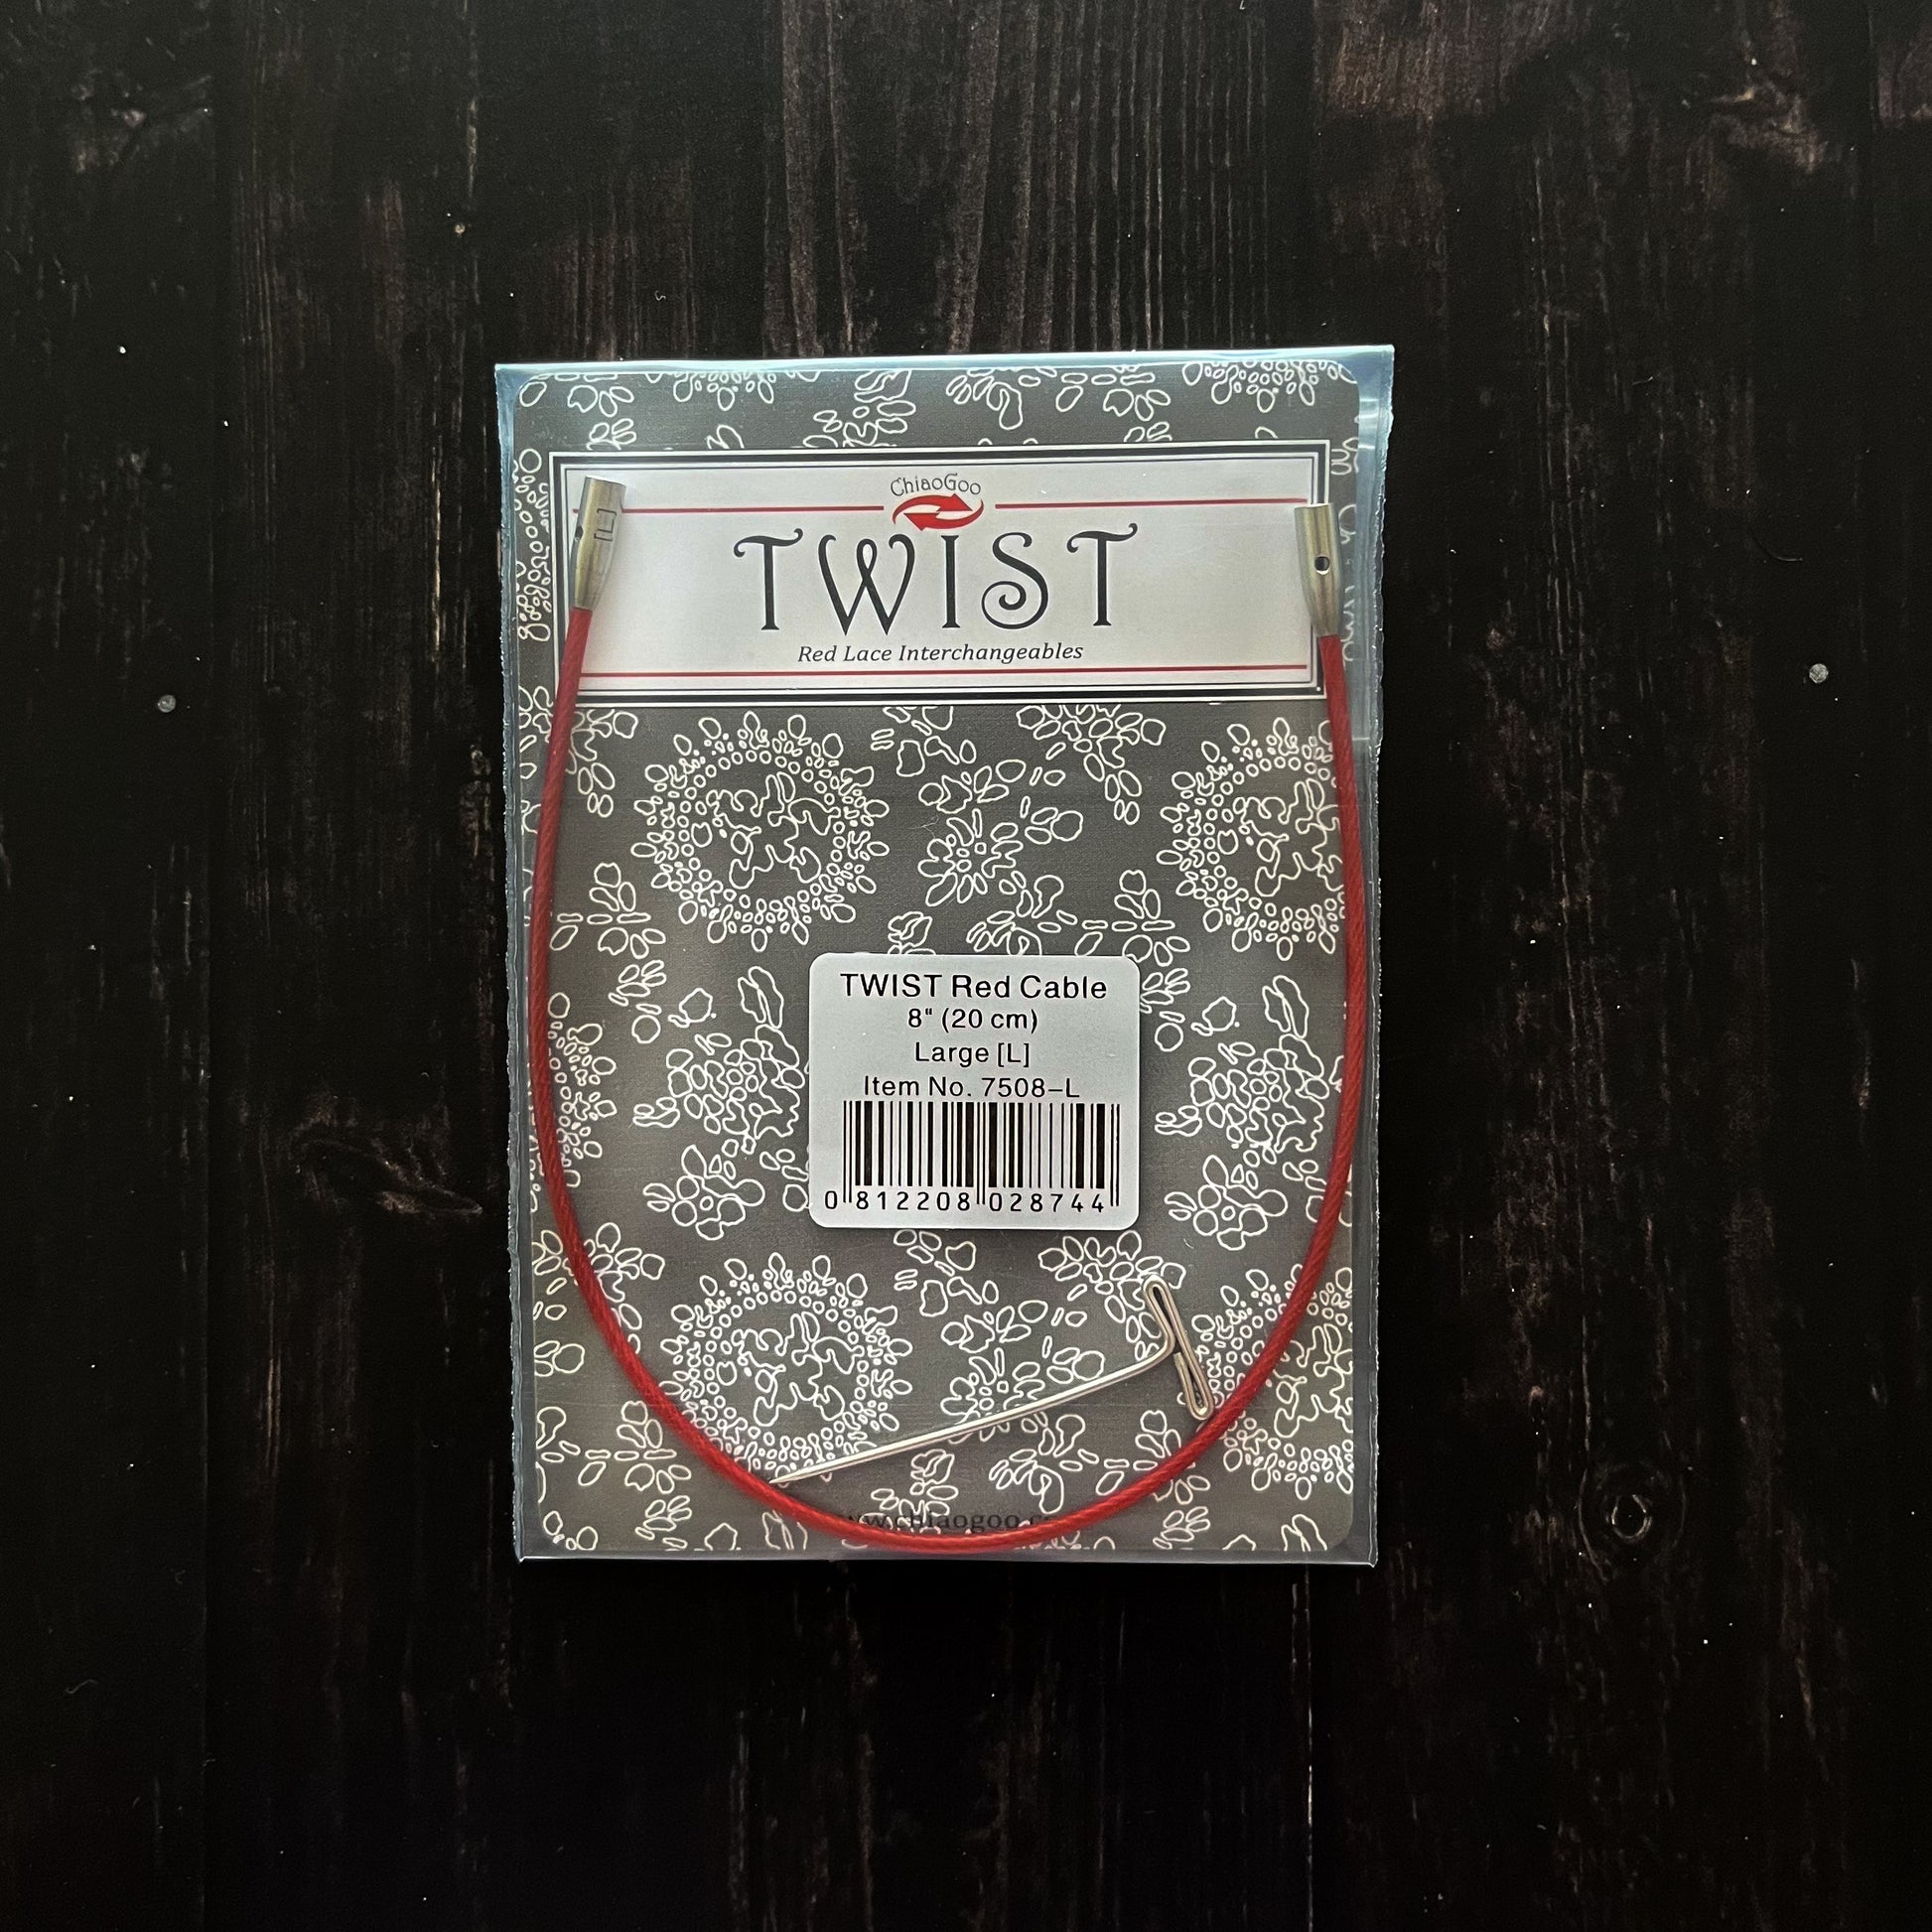 ChiaoGoo
[L]
TWIST
Red Lace Interchangeables
TWIST Red Cable
8" (20 cm)
Large [L]
Item No. 7508-L
0 812208 028744